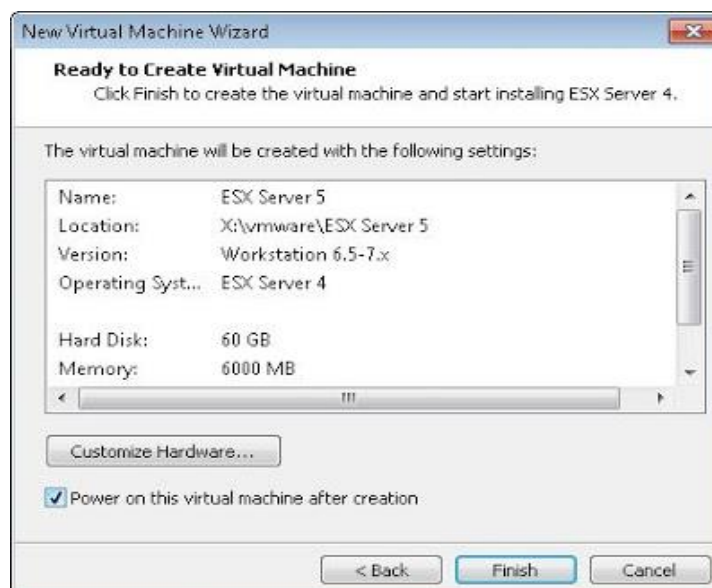 New Virtual Machine Wizard
Ready to Create Virtual Machine
Click Finish to create the virtual machine and start installing ESX Server 4.
The virtual machine will be created with the following settings:
Name: ESX Server 5
Location: X:\vmware\ESX Server 5
Version: Workstation 6.5-7.x
Operating Syst... ESX Server 4
Hard Disk: 60 GB
Memory: 6000 MB
Customize Hardware...
Power on this virtual machine after creation
< Back Finish Cancel